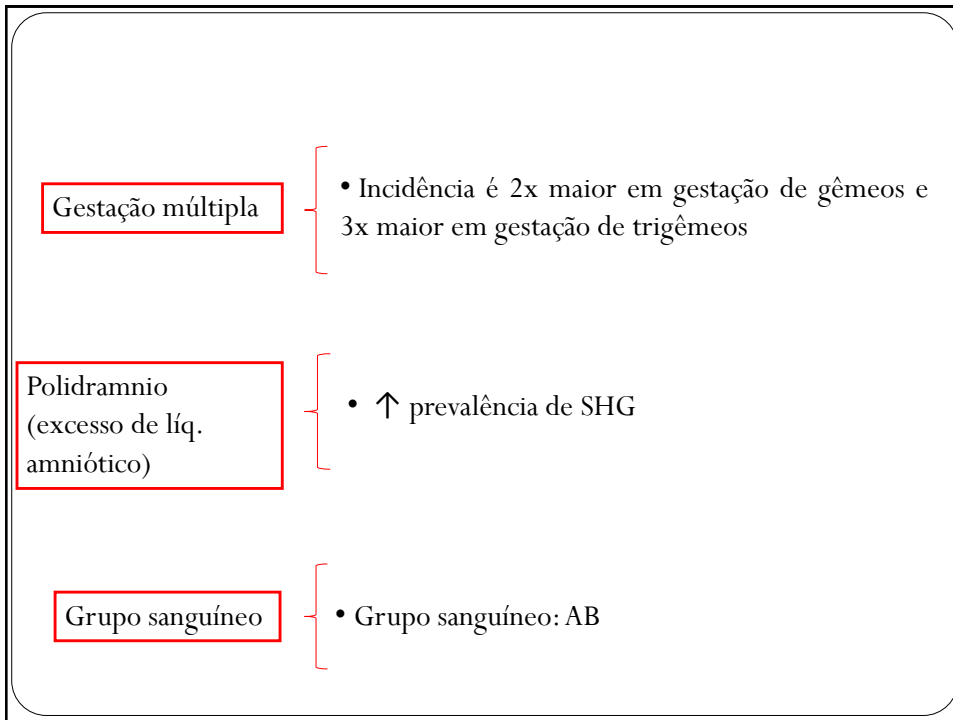 Gestação múltipla
• Incidência é 2x maior em gestação de gêmeos e
3x maior em gestação de trigêmeos
Polidramnio
(excesso de líq.
amniótico)
• ↑ prevalência de SHG
Grupo sanguíneo
• Grupo sanguíneo: AB